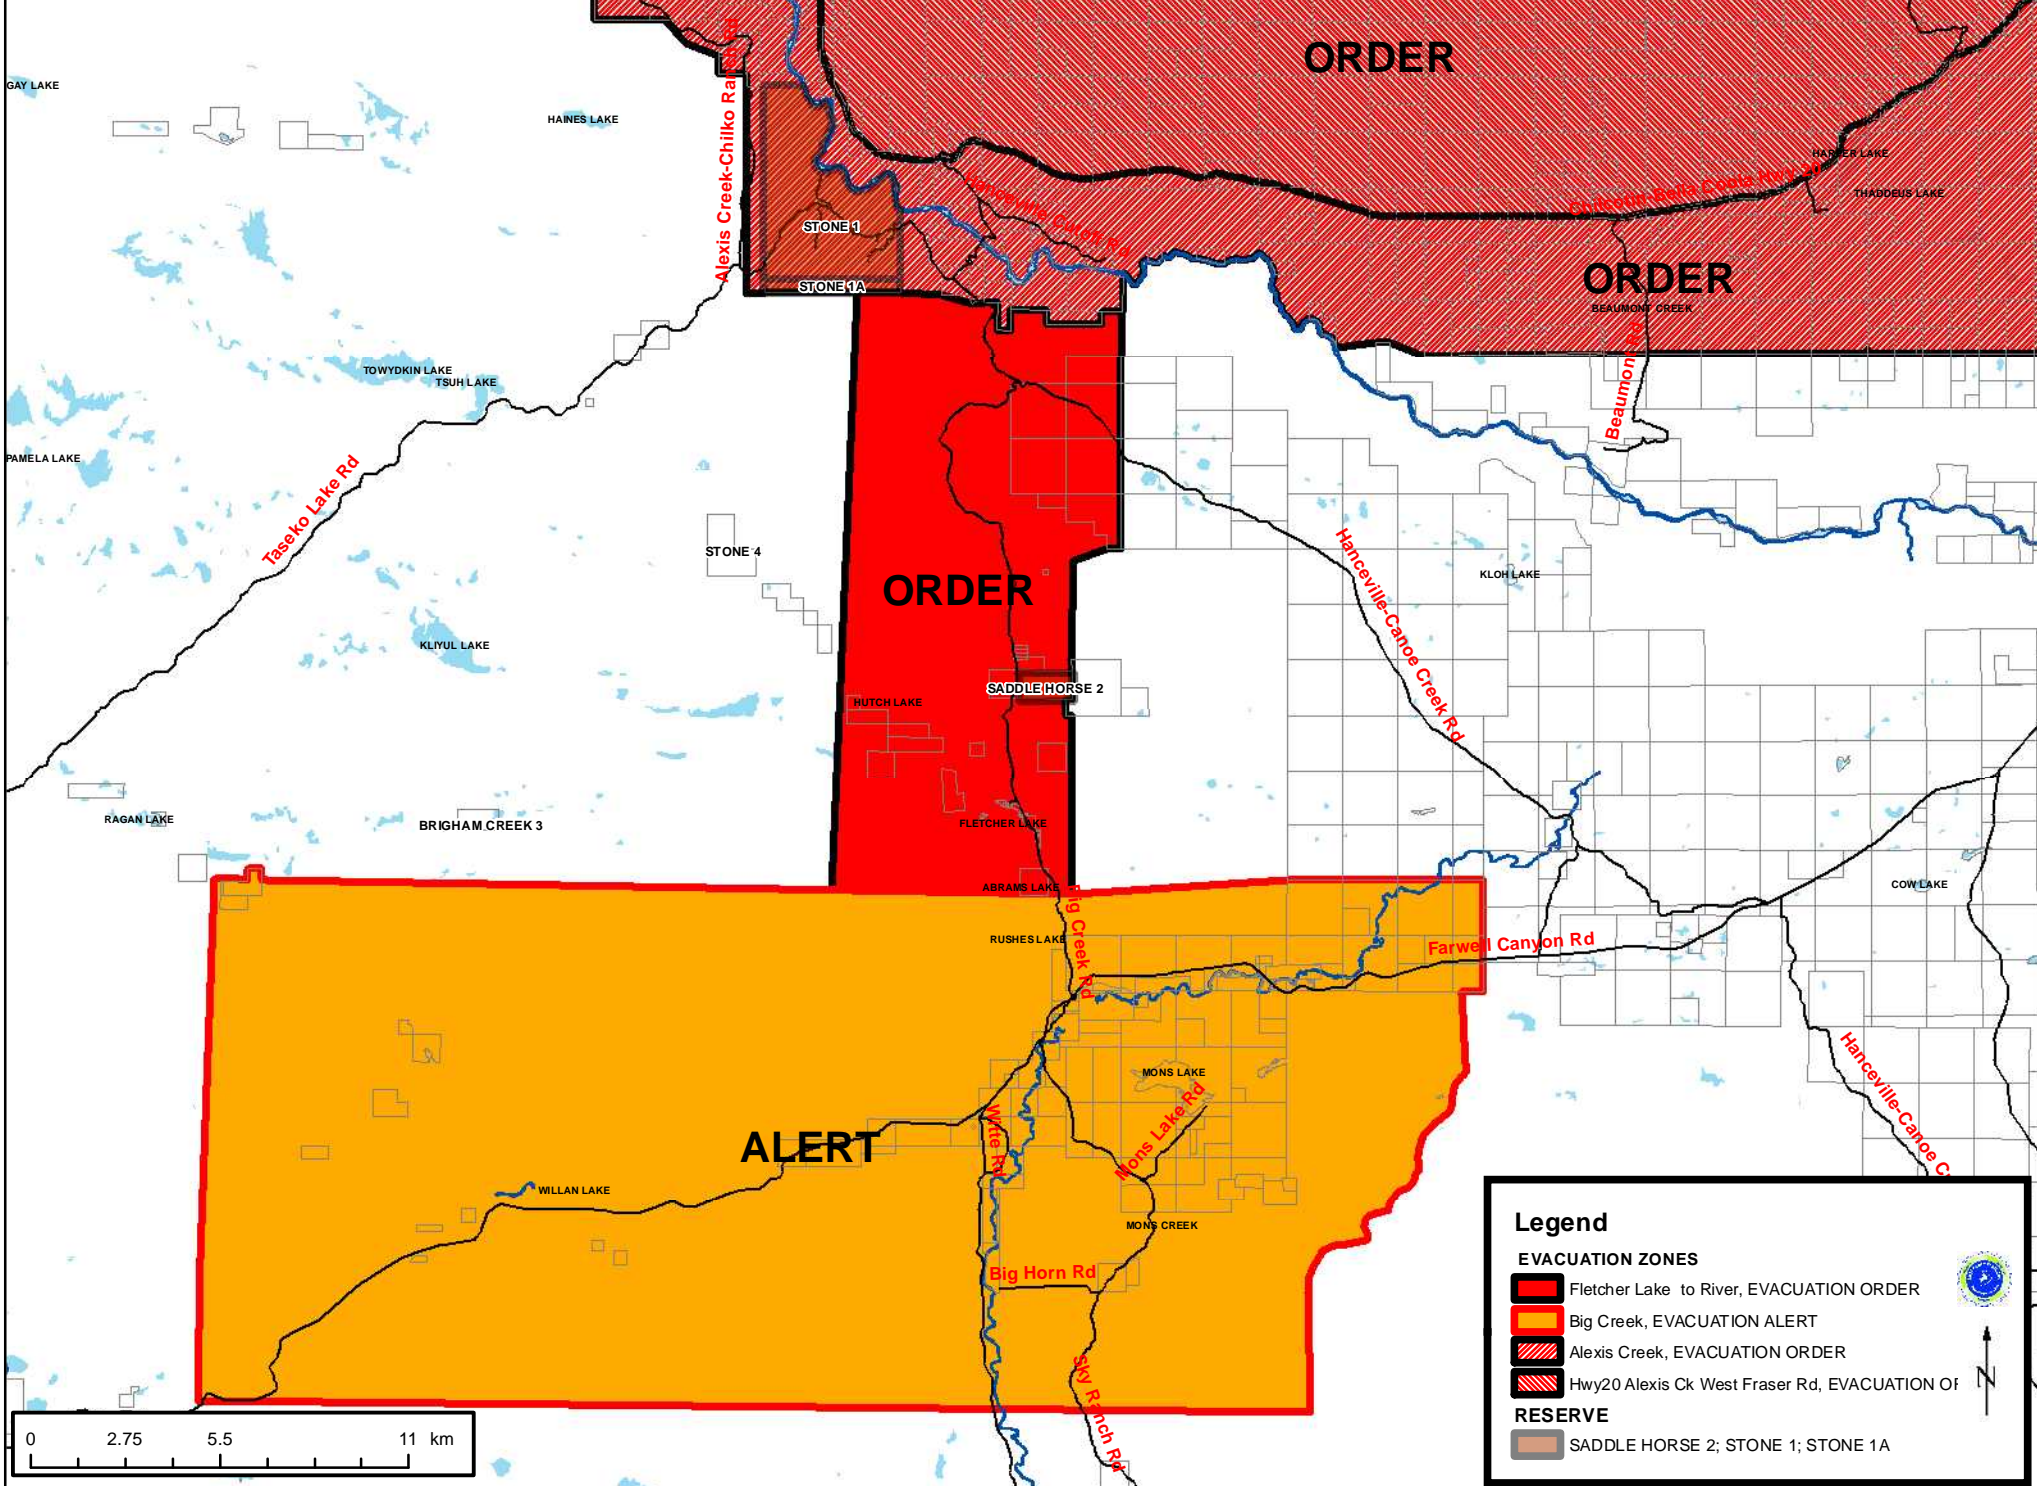 ORDER
GAY LAKE
HAINES LAKE
Alexis Creek-Chilko Ranch Rd
HARPER LAKE
Hanceville Cutoff Rd
Chilcotin-Bella Coola Hwy 20
THADDEUS LAKE
STONE 1
STONE 1A
ORDER
BEAUMONT CREEK
Beaumont Rd
TOWYDKIN LAKE
TSUH LAKE
PAMELA LAKE
Taseko Lake Rd
STONE 4
ORDER
Hanceville-Canoe Creek Rd
KLOH LAKE
KLIYUL LAKE
SADDLE HORSE 2
HUTCH LAKE
RAGAN LAKE
BRIGHAM CREEK 3
FLETCHER LAKE
ABRAMS LAKE
COW LAKE
RUSHES LAKE
ig Creek Rd
Farwell Canyon Rd
MONS LAKE
Mons Lake Rd
Hanceville-Canoe C
ALERT
Witte Rd
WILLAN LAKE
MONS CREEK
Big Horn Rd
Sky Ranch Rd
Legend
EVACUATION ZONES
Fletcher Lake to River, EVACUATION ORDER
Big Creek, EVACUATION ALERT
Alexis Creek, EVACUATION ORDER
Hwy20 Alexis Ck West Fraser Rd, EVACUATION OR
RESERVE
SADDLE HORSE 2; STONE 1; STONE 1A
N
0 2.75 5.5 11 km